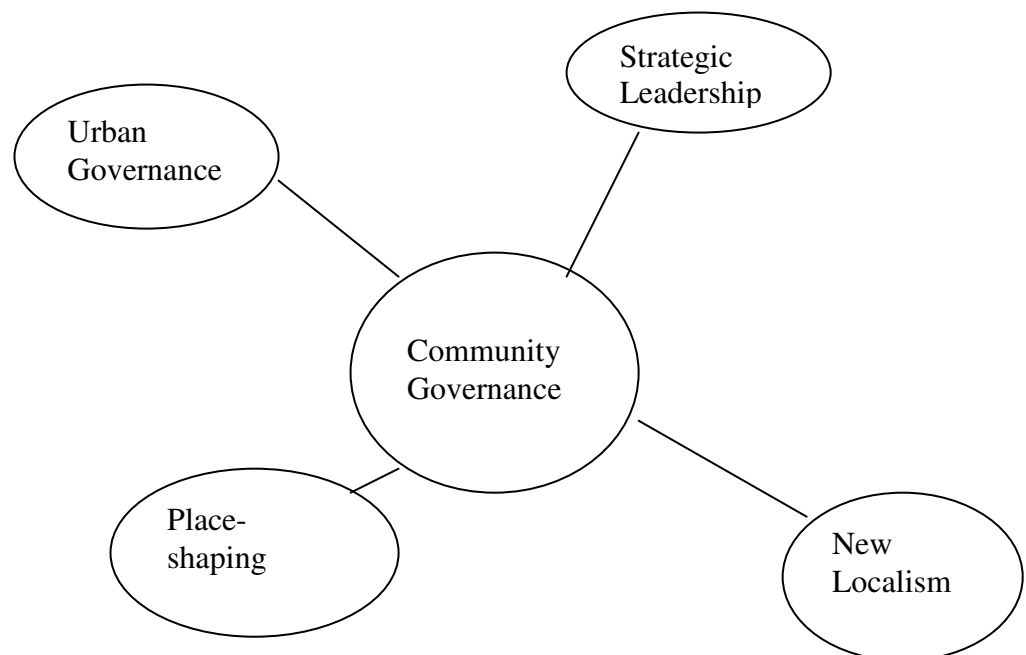 Strategic
Leadership
Urban
Governance
Community
Governance
Place-
shaping
New
Localism